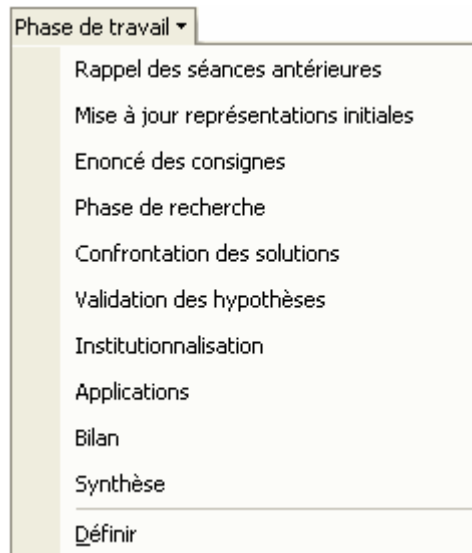 Phase de travail
Rappel des séances antérieures
Mise à jour représentations initiales
Enoncé des consignes
Phase de recherche
Confrontation des solutions
Validation des hypothèses
Institutionnalisation
Applications
Bilan
Synthèse
Définir